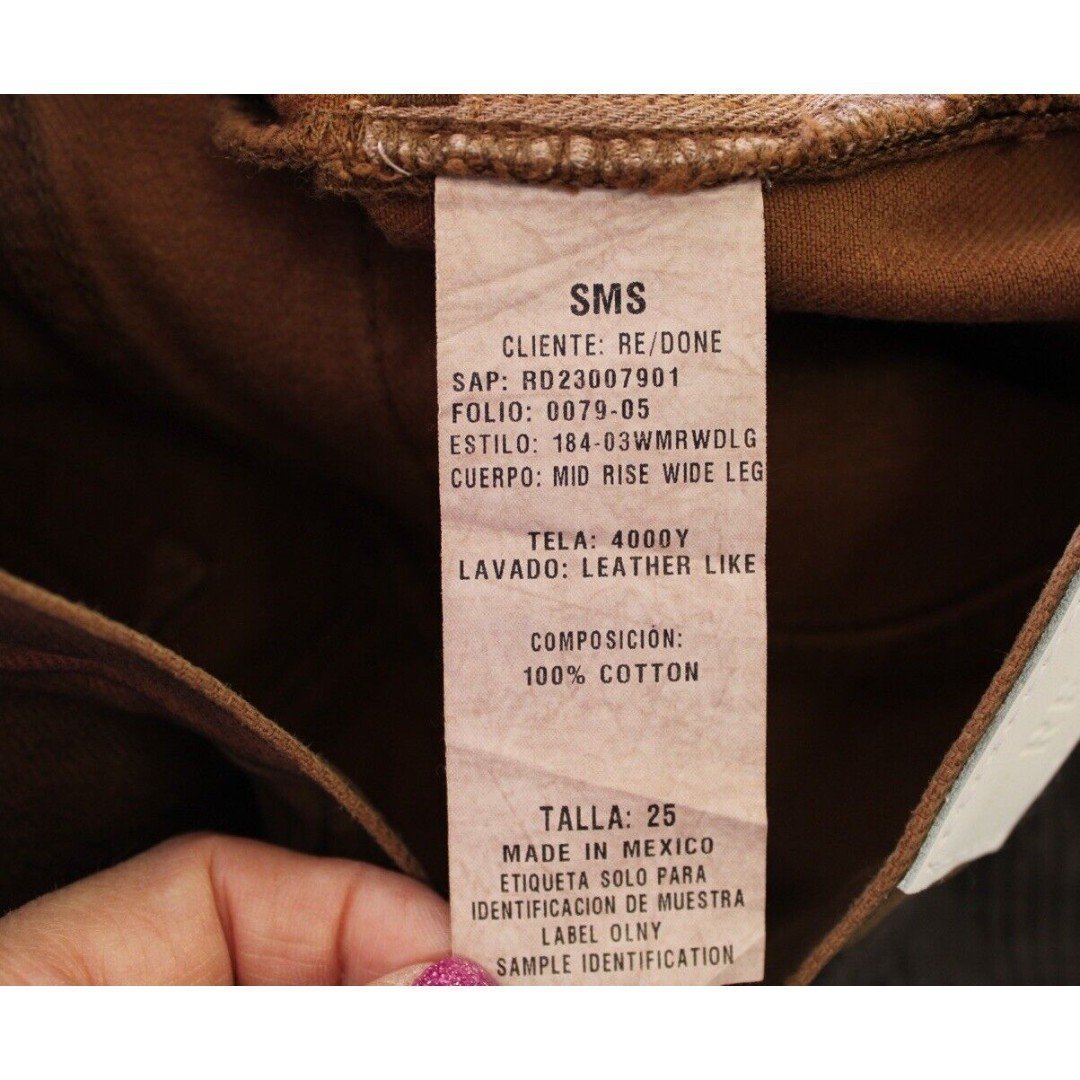 SMS
CLIENTE: RE/DONE
SAP: RD23007901
FOLIO: 0079-05
ESTILO: 184-03WMRWDLG
CUERPO: MID RISE WIDE LEG
TELA: 4000Y
LAVADO: LEATHER LIKE
COMPOSICIÓN:
100% COTTON
TALLA: 25
MADE IN MEXICO
ETIQUETA SOLO PARA
IDENTIFICACION DE MUESTRA
LABEL OLNY
SAMPLE IDENTIFICATION